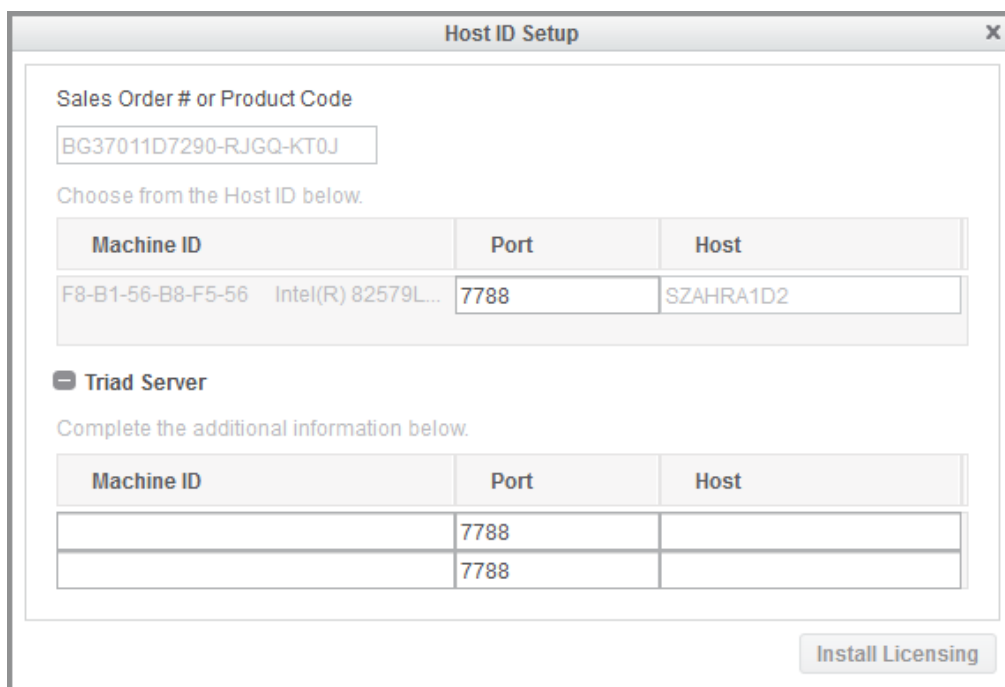 Host ID Setup x
Sales Order # or Product Code
BG37011D7290-RJGQ-KT0J
Choose from the Host ID below.
Machine ID Port Host
F8-B1-56-B8-F5-56 Intel(R) 82579L... 7788 SZAHRA1D2
Triad Server
Complete the additional information below.
Machine ID Port Host
7788
7788
Install Licensing